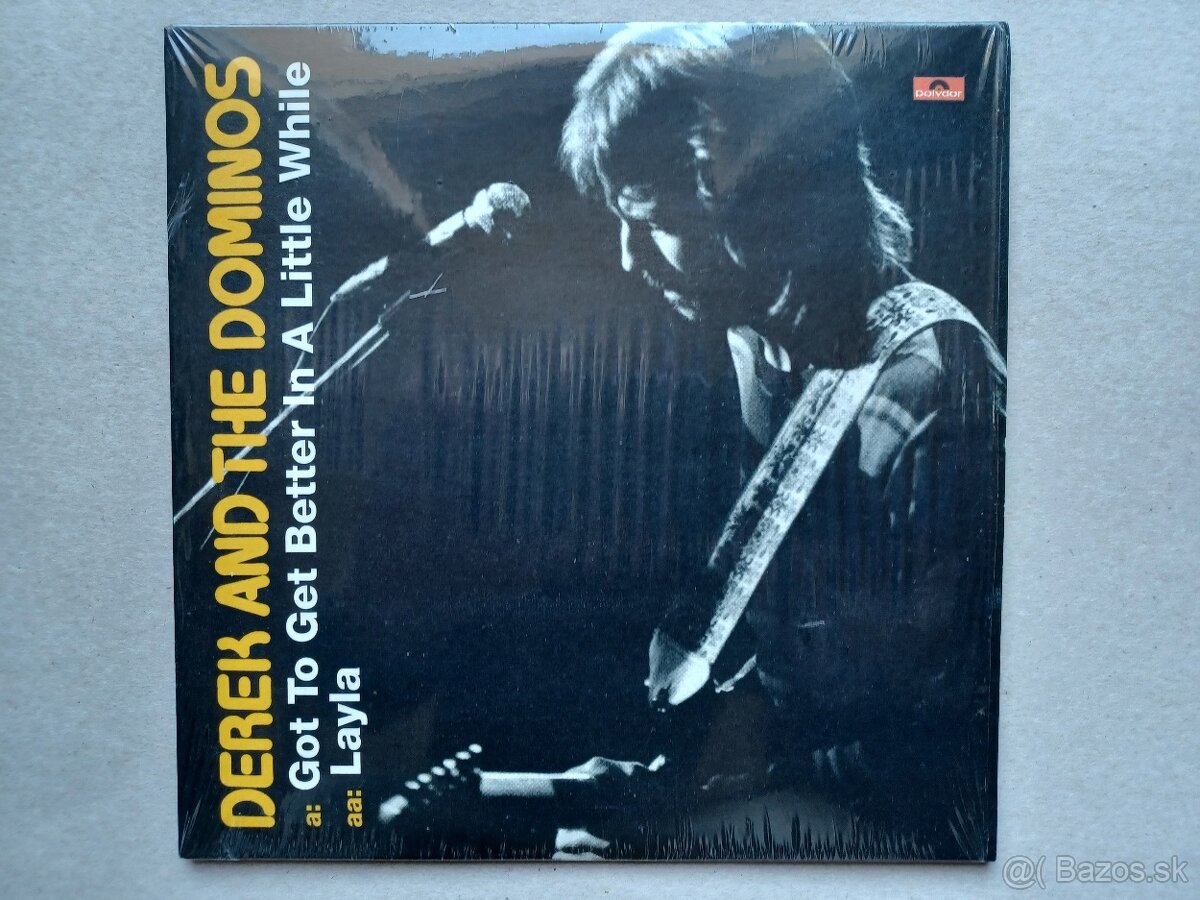 DEREK AND THE DOMINOS
a: Got To Get Better In A Little While
aa: Layla
polydor
@( Bazos.sk